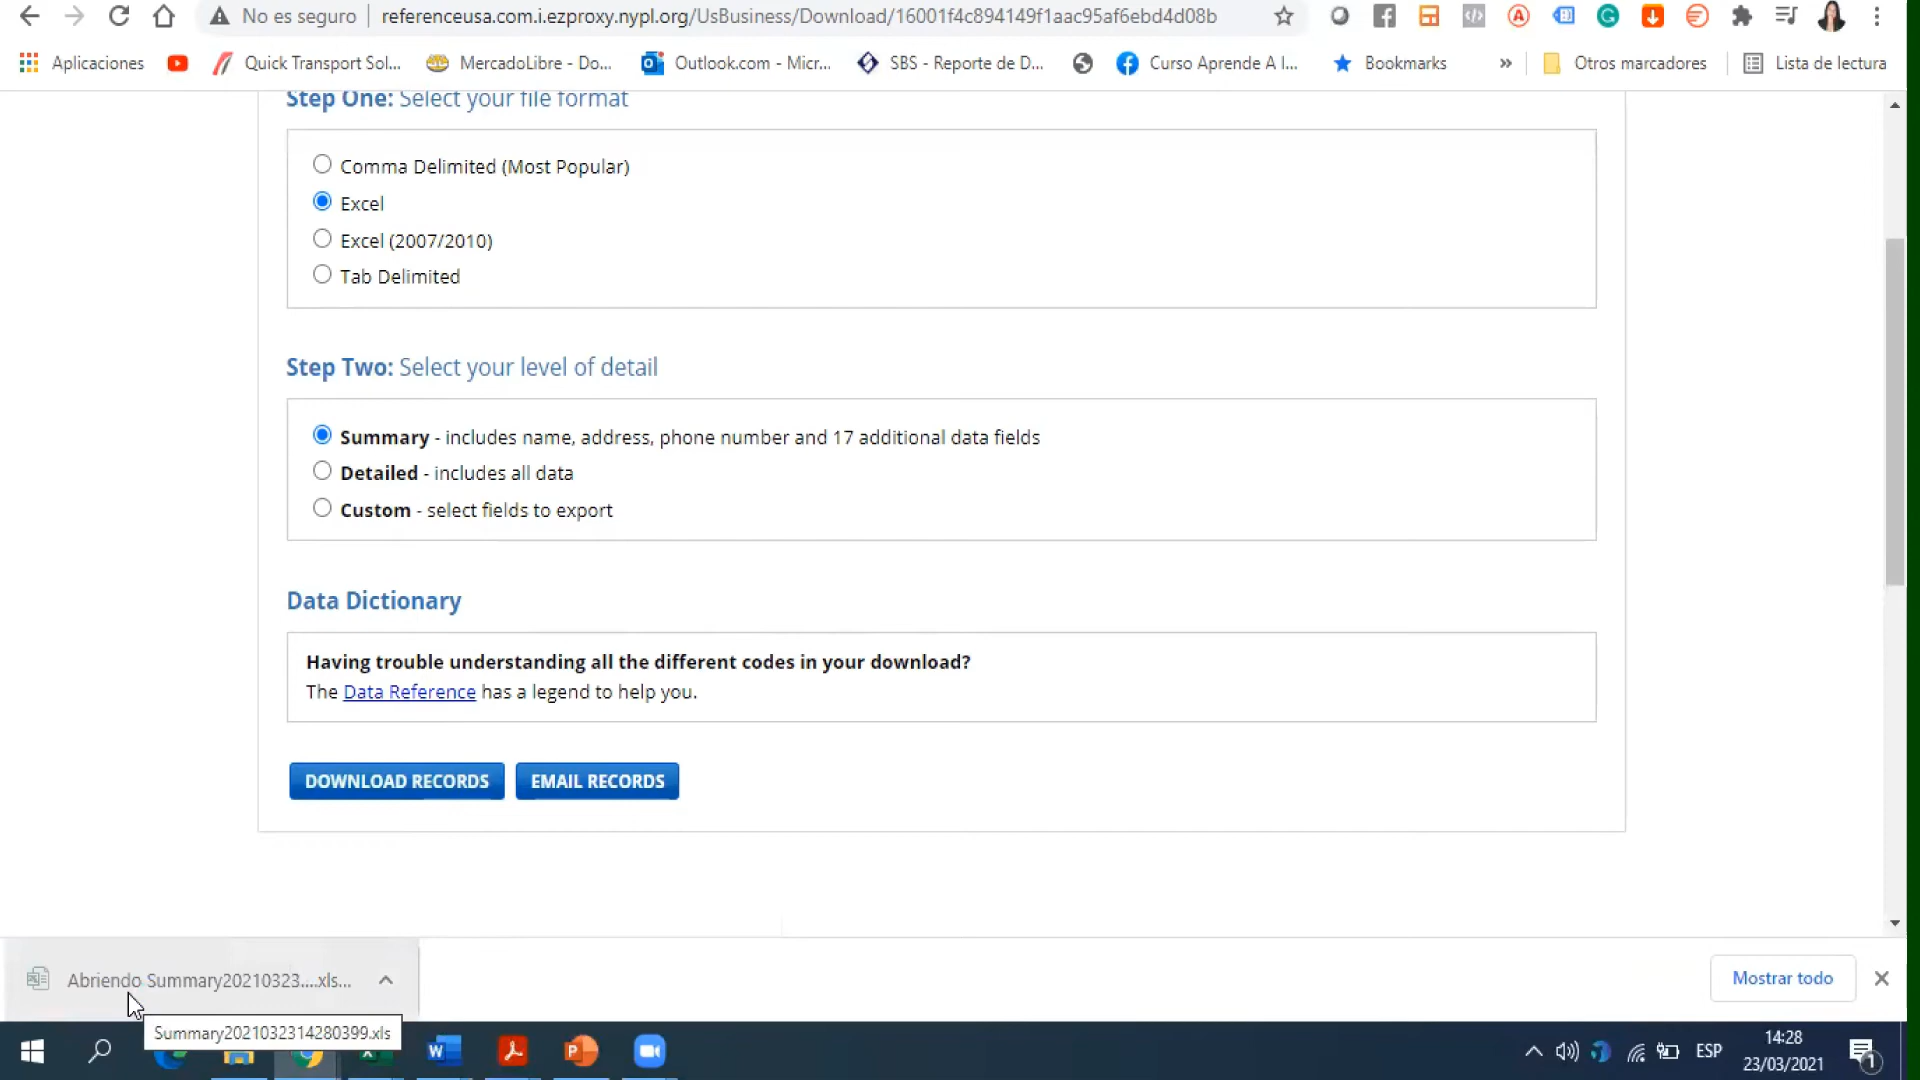 No es seguro | referenceusa.com.i.ezproxy.nypl.org/UsBusiness/Download/16001f4c894149f1aac95af6ebd4d08b
Aplicaciones Quick Transport Sol... MercadoLibre - Do... Outlook.com - Micr... SBS - Reporte de D... Curso Aprende A I... Bookmarks » Otros marcadores Lista de lectura
Step One: Select your file format
Comma Delimited (Most Popular)
Excel
Excel (2007/2010)
Tab Delimited
Step Two: Select your level of detail
Summary - includes name, address, phone number and 17 additional data fields
Detailed - includes all data
Custom - select fields to export
Data Dictionary
Having trouble understanding all the different codes in your download?
The Data Reference has a legend to help you.
DOWNLOAD RECORDS EMAIL RECORDS
Abriendo Summary20210323....xls... Mostrar todo
Summary2021032314280399.xls
ESP 14:28
23/03/2021 1